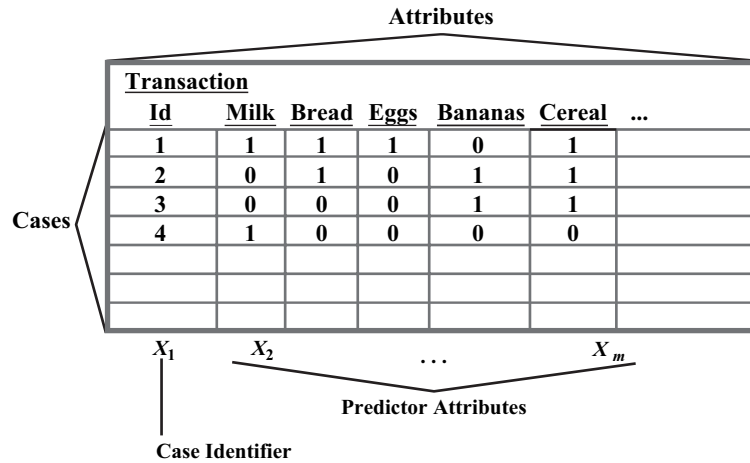 Attributes
Transaction
Id Milk Bread Eggs Bananas Cereal ...
1 1 1 1 0 1
2 0 1 0 1 1
Cases
3 0 0 0 1 1
4 1 0 0 0 0
X1 X2 ... Xm
Predictor Attributes
Case Identifier